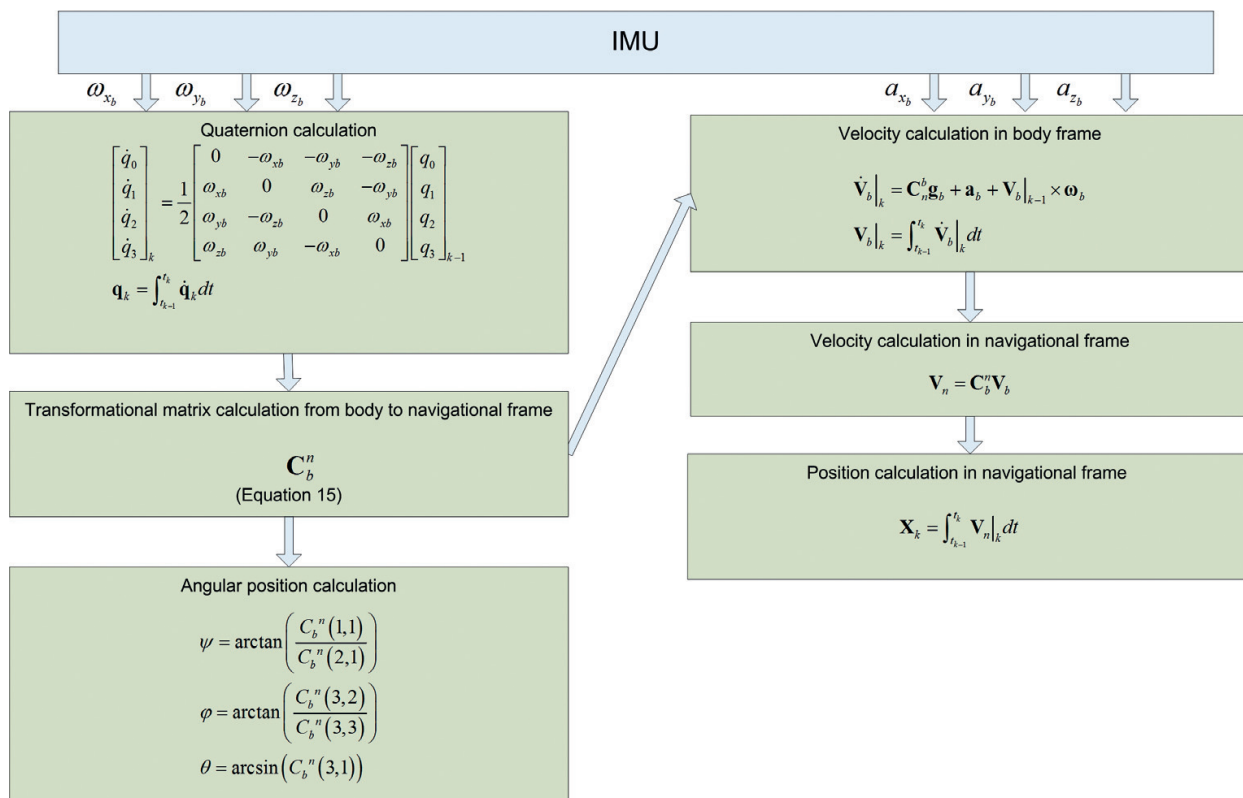 IMU
ω_{x_b} ω_{y_b} ω_{z_b}
Quaternion calculation
[q̇_0; q̇_1; q̇_2; q̇_3]_k = 1/2 [0 −ω_{xb} −ω_{yb} −ω_{zb}; ω_{xb} 0 ω_{zb} −ω_{yb}; ω_{yb} −ω_{zb} 0 ω_{xb}; ω_{zb} ω_{yb} −ω_{xb} 0] [q_0; q_1; q_2; q_3]_{k−1}
q_k = ∫_{t_{k−1}}^{t_k} q̇_k dt
Transformational matrix calculation from body to navigational frame
C_b^n
(Equation 15)
Angular position calculation
ψ = arctan(C_b^n(1,1) / C_b^n(2,1))
φ = arctan(C_b^n(3,2) / C_b^n(3,3))
θ = arcsin(C_b^n(3,1))
a_{x_b} a_{y_b} a_{z_b}
Velocity calculation in body frame
V̇_b|_k = C_n^b g_b + a_b + V_b|_{k−1} × ω_b
V_b|_k = ∫_{t_{k−1}}^{t_k} V̇_b|_k dt
Velocity calculation in navigational frame
V_n = C_b^n V_b
Position calculation in navigational frame
X_k = ∫_{t_{k−1}}^{t_k} V_n|_k dt